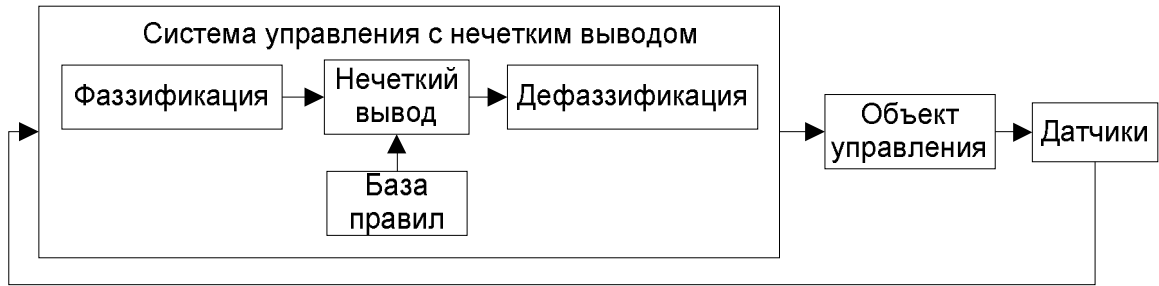 Система управления с нечетким выводом
Фаззификация
Нечеткий
вывод
Дефаззификация
База
правил
Объект
управления
Датчики